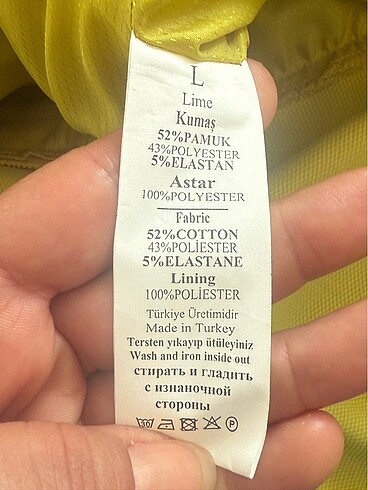 L
Lime
Kumaş
52%PAMUK
43%POLYESTER
5%ELASTAN
Astar
100%POLYESTER
Fabric
52%COTTON
43%POLİESTER
5%ELASTANE
Lining
100%POLİESTER
Türkiye Üretimidir
Made in Turkey
Tersten yıkayıp ütüleyiniz
Wash and iron inside out
стирать и гладить
с изнаночной
стороны
30 P